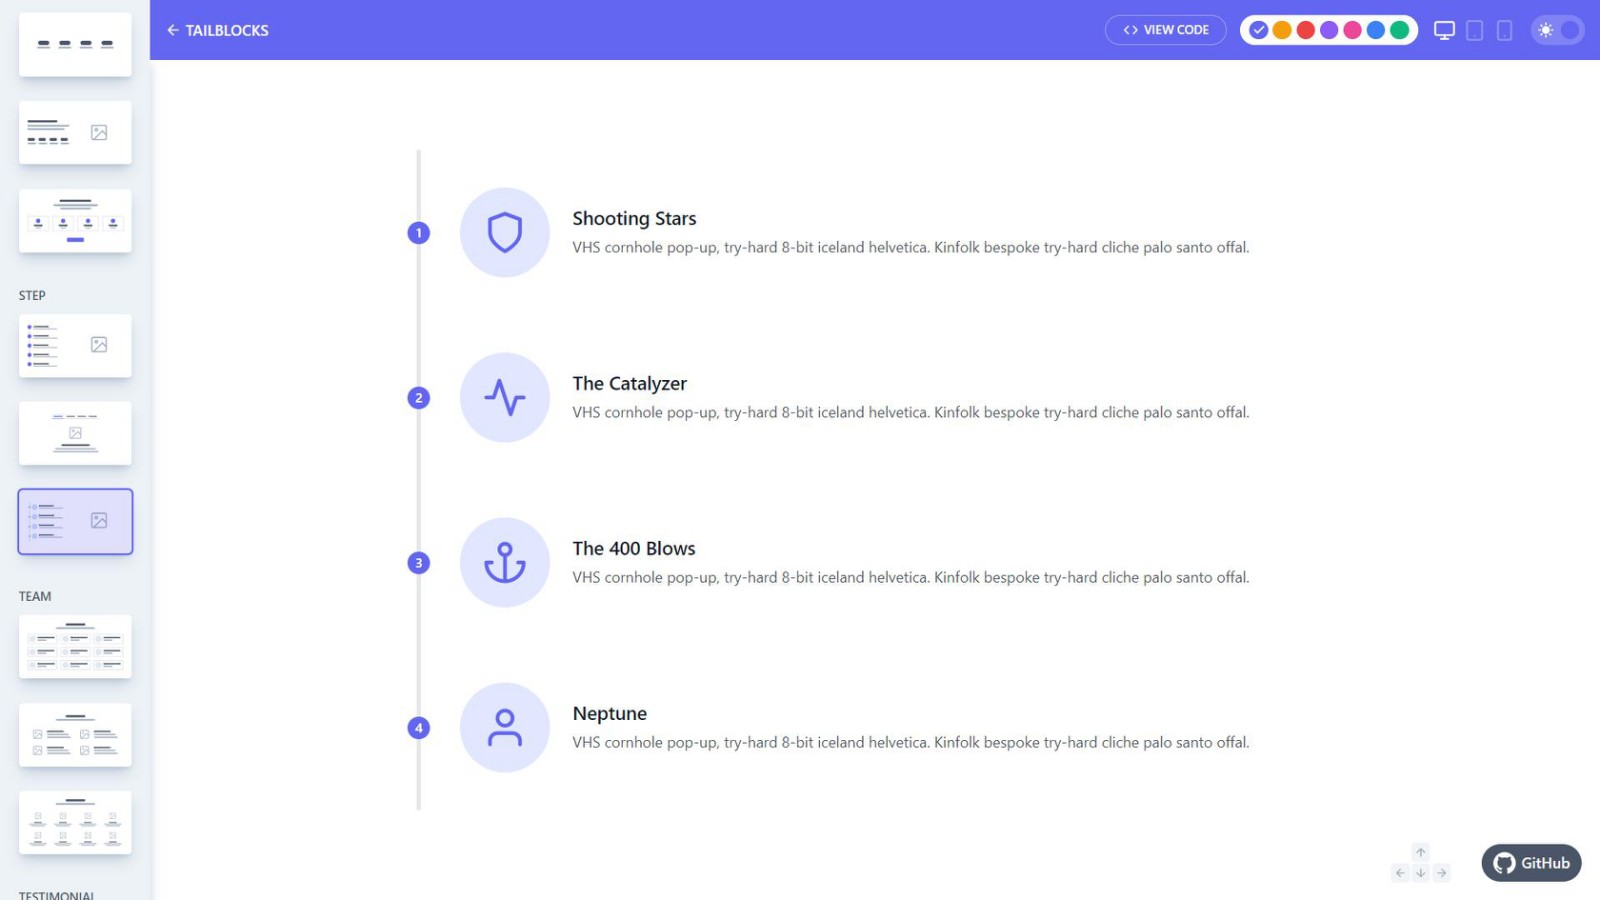 TAILBLOCKS
VIEW CODE
STEP
TEAM
TESTIMONIAL
1
Shooting Stars
VHS cornhole pop-up, try-hard 8-bit iceland helvetica. Kinfolk bespoke try-hard cliche palo santo offal.
2
The Catalyzer
VHS cornhole pop-up, try-hard 8-bit iceland helvetica. Kinfolk bespoke try-hard cliche palo santo offal.
3
The 400 Blows
VHS cornhole pop-up, try-hard 8-bit iceland helvetica. Kinfolk bespoke try-hard cliche palo santo offal.
4
Neptune
VHS cornhole pop-up, try-hard 8-bit iceland helvetica. Kinfolk bespoke try-hard cliche palo santo offal.
GitHub